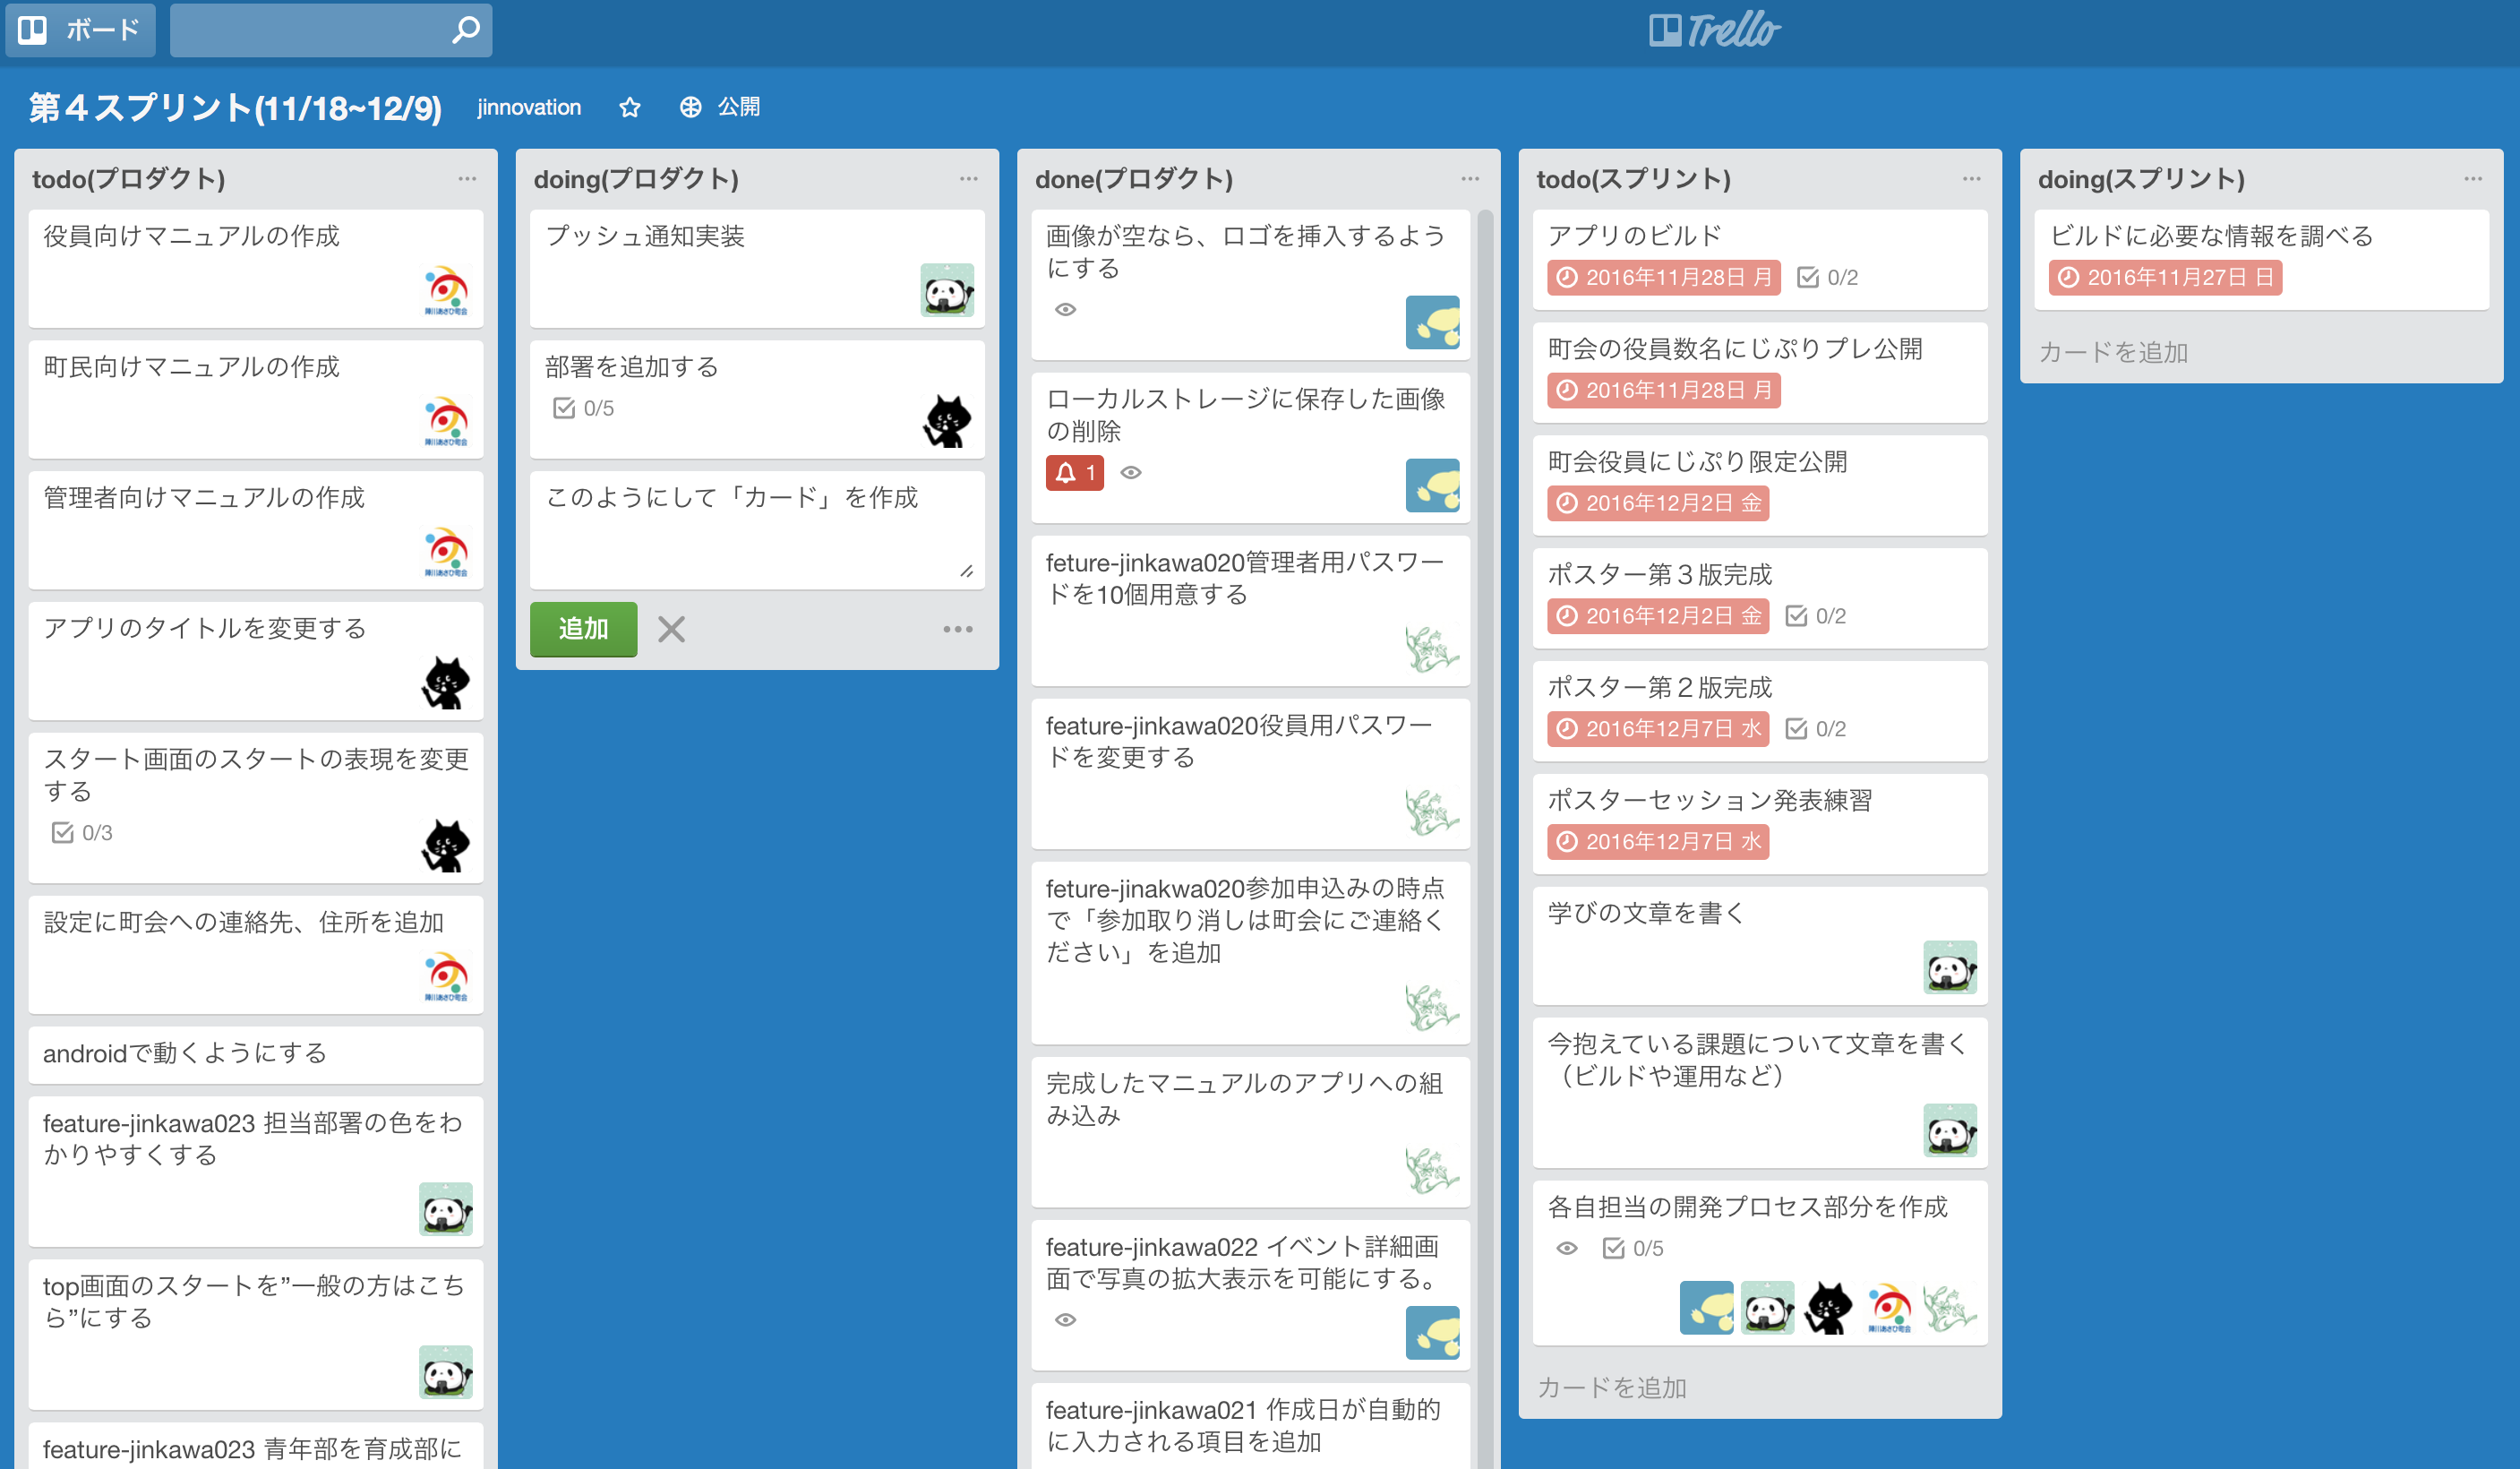 ボード
Trello
第４スプリント(11/18~12/9)
jinnovation
公開
todo(プロダクト)
役員向けマニュアルの作成
町民向けマニュアルの作成
管理者向けマニュアルの作成
アプリのタイトルを変更する
スタート画面のスタートの表現を変更
する
0/3
設定に町会への連絡先、住所を追加
androidで動くようにする
feature-jinkawa023 担当部署の色をわ
かりやすくする
top画面のスタートを”一般の方はこち
ら”にする
feature-jinkawa023 青年部を育成部に
doing(プロダクト)
プッシュ通知実装
部署を追加する
0/5
このようにして「カード」を作成
追加
done(プロダクト)
画像が空なら、ロゴを挿入するよう
にする
ローカルストレージに保存した画像
の削除
1
feture-jinkawa020管理者用パスワー
ドを10個用意する
feature-jinkawa020役員用パスワー
ドを変更する
feture-jinakwa020参加申込みの時点
で「参加取り消しは町会にご連絡く
ださい」を追加
完成したマニュアルのアプリへの組
み込み
feature-jinkawa022 イベント詳細画
面で写真の拡大表示を可能にする。
feature-jinkawa021 作成日が自動的
に入力される項目を追加
todo(スプリント)
アプリのビルド
2016年11月28日 月
0/2
町会の役員数名にじぷりプレ公開
2016年11月28日 月
町会役員にじぷり限定公開
2016年12月2日 金
ポスター第３版完成
2016年12月2日 金
0/2
ポスター第２版完成
2016年12月7日 水
0/2
ポスターセッション発表練習
2016年12月7日 水
学びの文章を書く
今抱えている課題について文章を書く
（ビルドや運用など）
各自担当の開発プロセス部分を作成
0/5
カードを追加
doing(スプリント)
ビルドに必要な情報を調べる
2016年11月27日 日
カードを追加